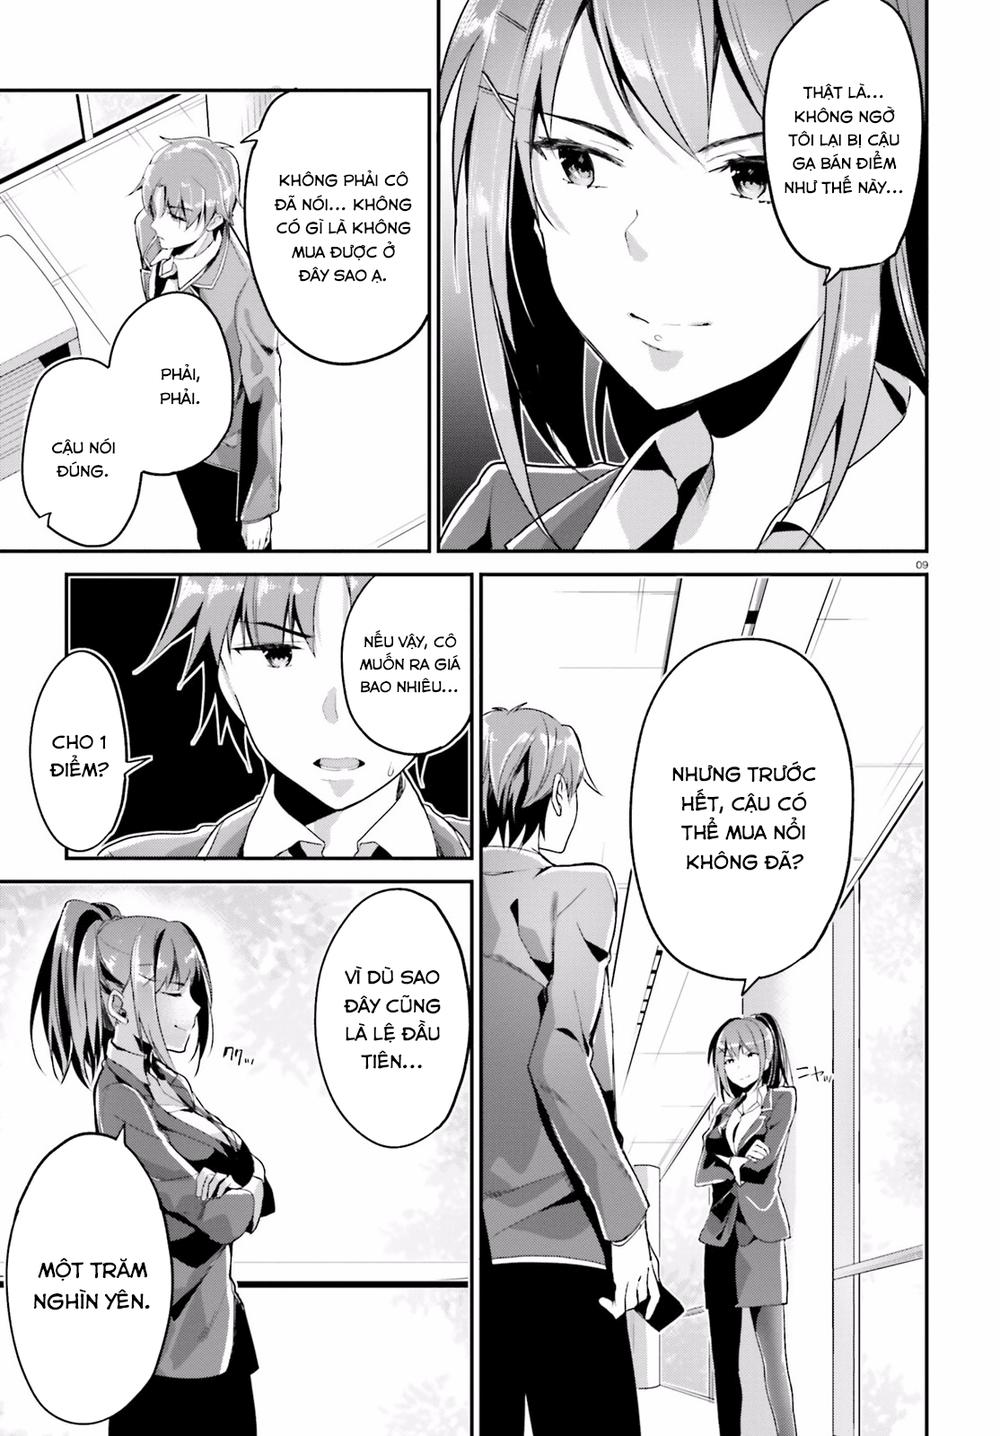 THẬT LÀ...
KHÔNG NGỜ
TÔI LẠI BỊ CẬU
GẠ BÁN ĐIỂM
NHƯ THẾ NÀY...
KHÔNG PHẢI CÔ
ĐÃ NÓI... KHÔNG
CÓ GÌ LÀ KHÔNG
MUA ĐƯỢC Ở
ĐÂY SAO Ạ.
PHẢI,
PHẢI.
CẬU NÓI
ĐÚNG.
09
NHƯNG TRƯỚC
HẾT, CẬU CÓ
THỂ MUA NỔI
KHÔNG ĐÃ?
ニヤッ
NẾU VẬY, CÔ
MUỐN RA GIÁ
BAO NHIÊU...
CHO 1
ĐIỂM?
VÌ DÙ SAO
ĐÂY CŨNG
LÀ LỆ ĐẦU
TIÊN...
MỘT TRĂM
NGHÌN YÊN.